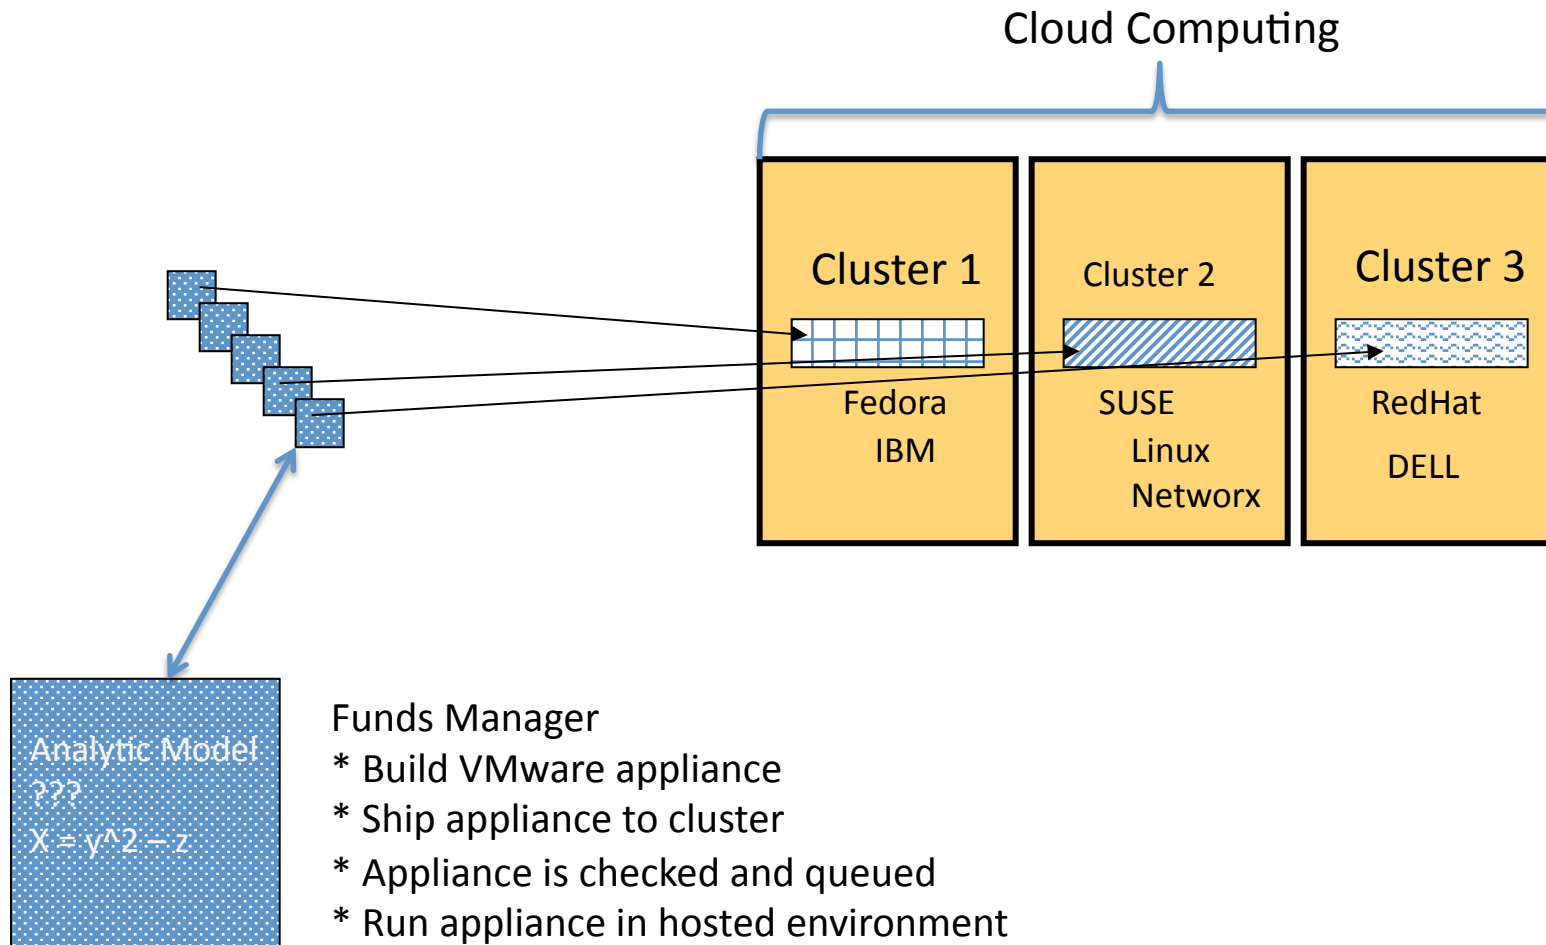 Cloud Computing
Cluster 1
Cluster 2
Cluster 3
Fedora
IBM
SUSE
Linux
Networx
RedHat
DELL
Analytic Model
???
X = y^2 – z
Funds Manager
* Build VMware appliance
* Ship appliance to cluster
* Appliance is checked and queued
* Run appliance in hosted environment